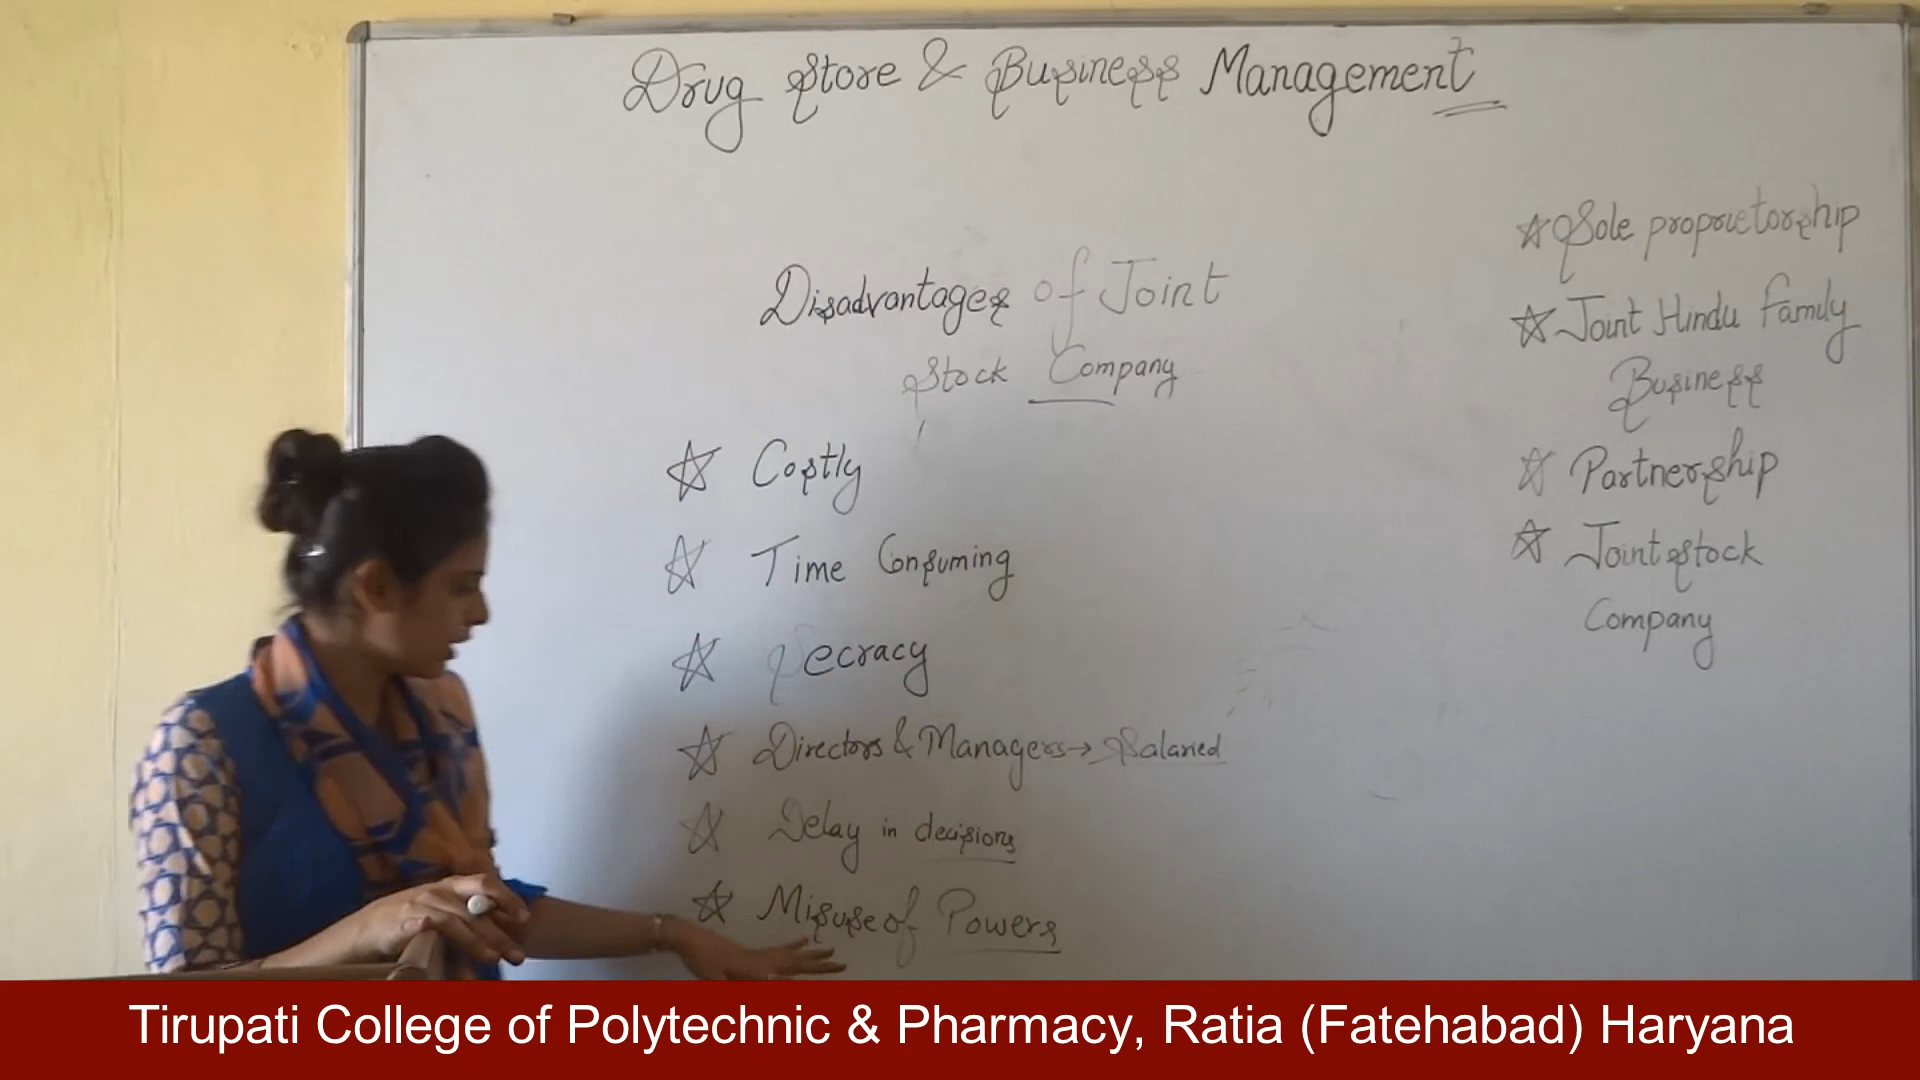 Drug Store & Business Management
Disadvantages of Joint
Stock Company
☆ Costly
☆ Time Consuming
☆ Secracy
☆ Directors & Managers → Salaried
☆ Delay in decisions
☆ Misuse of Powers
☆ Sole proprietorship
☆ Joint Hindu family
Business
☆ Partnership
☆ Joint Stock
Company
Tirupati College of Polytechnic & Pharmacy, Ratia (Fatehabad) Haryana